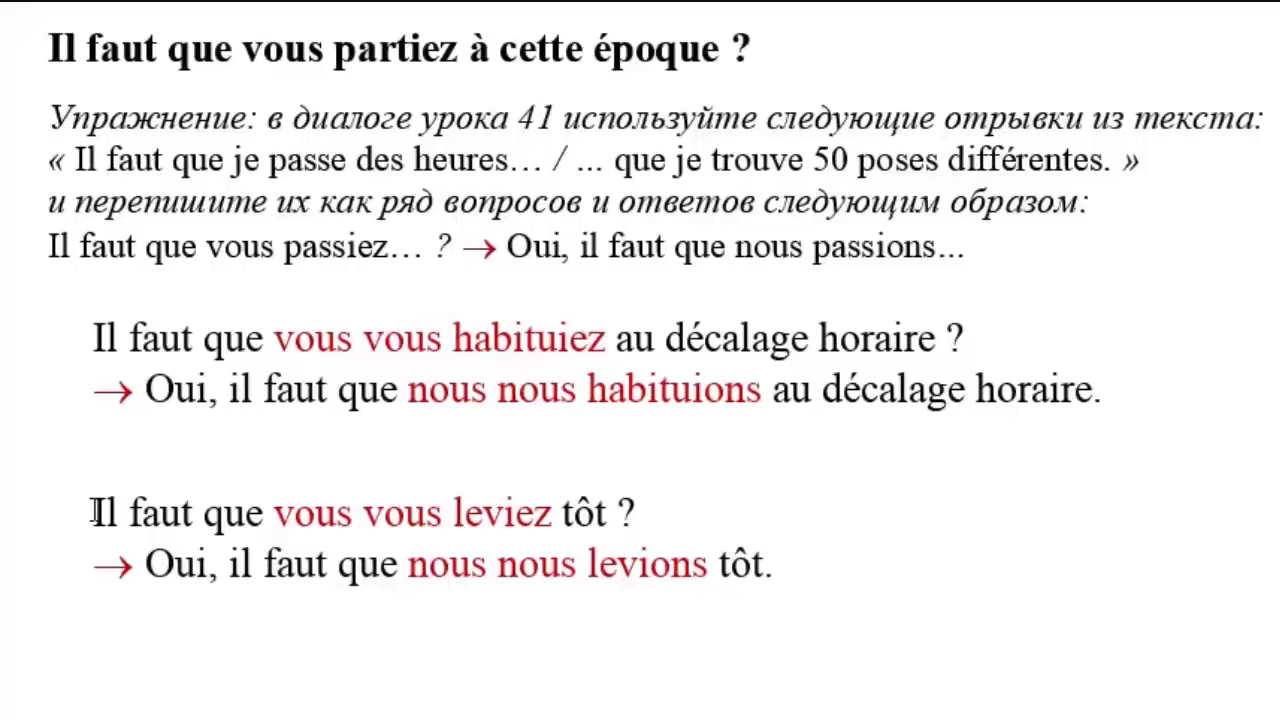 Il faut que vous partiez à cette époque ?
Упражнение: в диалоге урока 41 используйте следующие отрывки из текста:
« Il faut que je passe des heures… / ... que je trouve 50 poses différentes. »
и перепишите их как ряд вопросов и ответов следующим образом:
Il faut que vous passiez… ? → Oui, il faut que nous passions...
Il faut que vous vous habituiez au décalage horaire ?
→ Oui, il faut que nous nous habituions au décalage horaire.
Il faut que vous vous leviez tôt ?
→ Oui, il faut que nous nous levions tôt.